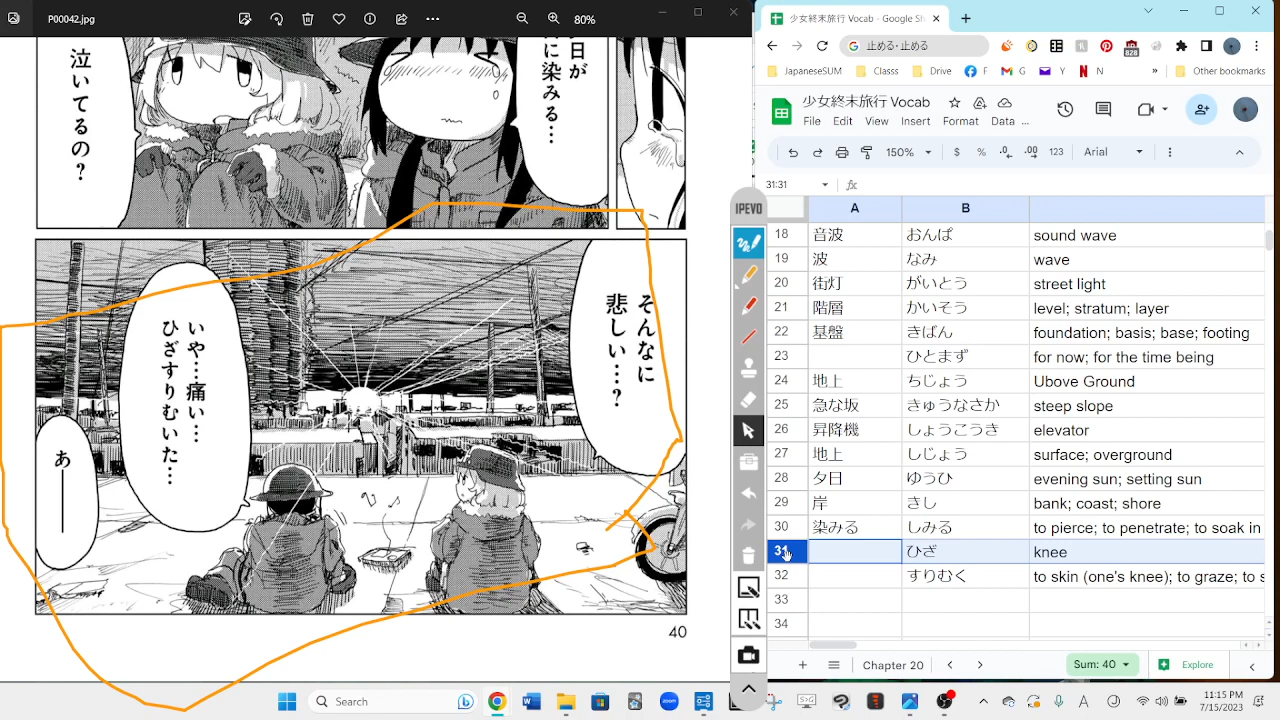 P00042.jpg
80%
夕日が
目に染みる…
泣いてるの？
そんなに
悲しい…？
いや…痛い…
ひざすりむいた…
あー
40
少女終末旅行 Vocab - Google Sh
止める・止める
JapaneseSUM
Classs
Drive
G
Y
N
»
Other bookmarks
少女終末旅行 Vocab
File Edit View Insert Format Data ...
150% $ % .0 .00 123 Arial
31:31 fx
A B
18 音波 おんぱ sound wave
19 波 なみ wave
20 街灯 がいとう street light
21 階層 かいそう level; stratum; layer
22 基盤 きばん foundation; basis; base; footing
23 ひとまず for now; for the time being
24 地上 ちじょう Ubove Ground
25 急な坂 きゅうなさか steep slope
26 昇降機 しょうこうき elevator
27 地上 しじょう surface; overground
28 夕日 ゆうひ evening sun; setting sun
29 岸 きし bank; coast; shore
30 染みる しみる to pierce; to penetrate; to soak in
31 ひざ knee
32 すりむく to skin (one's knee); to graze; to s
33
34
IPEVO
Chapter 20
Sum: 40
Explore
Search
zoom
11:15 PM
7/15/2023